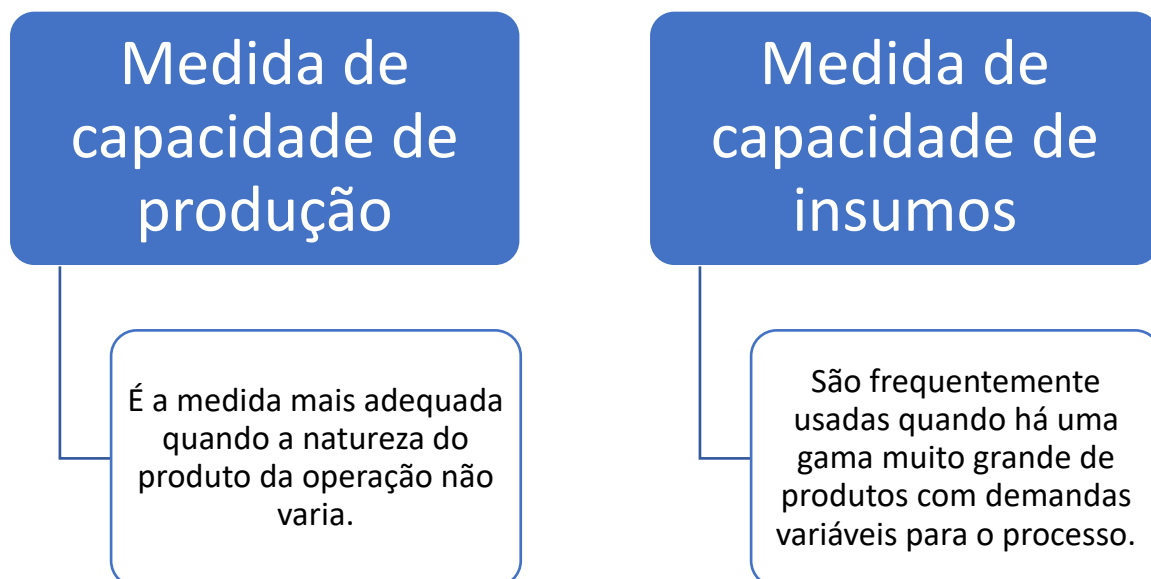 Medida de
capacidade de
produção
É a medida mais adequada
quando a natureza do
produto da operação não
varia.
Medida de
capacidade de
insumos
São frequentemente
usadas quando há uma
gama muito grande de
produtos com demandas
variáveis para o processo.